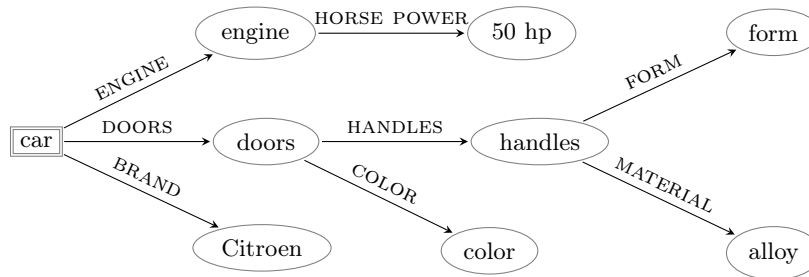 engine HORSE POWER 50 hp form
ENGINE FORM
car DOORS doors HANDLES handles
BRAND COLOR MATERIAL
Citroen color alloy